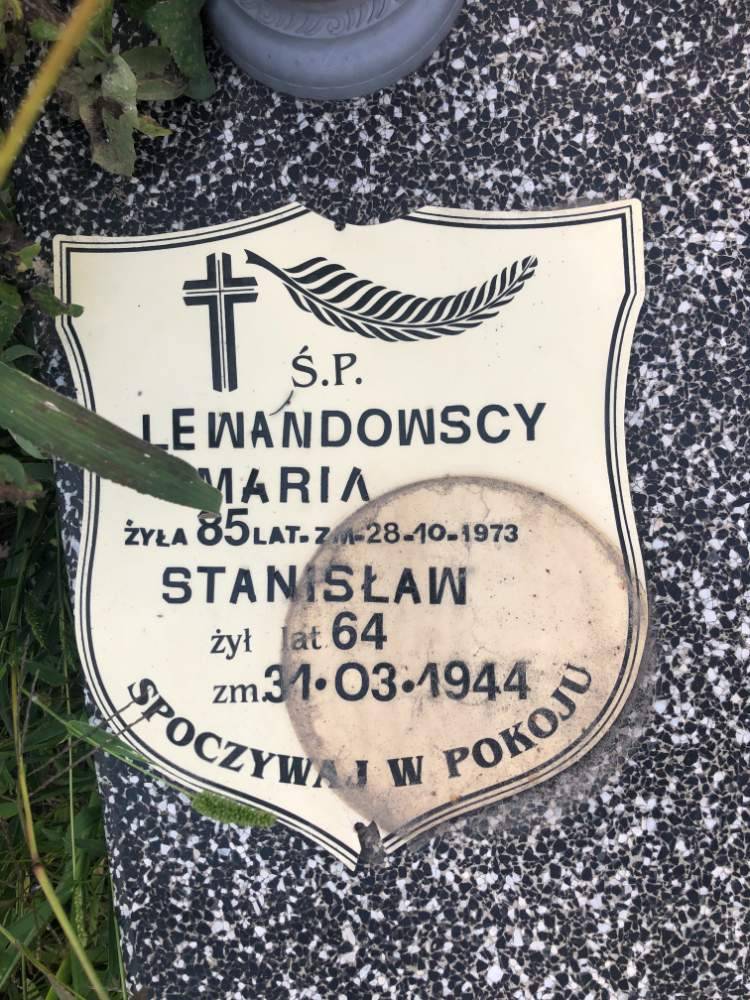 Ś.P.
LEWANDOWSCY
MARIA
ŻYŁA 85 LAT. ZM. 28-10-1973
STANISŁAW
żył lat 64
zm. 31.03.1944
SPOCZYWAJ W POKOJU